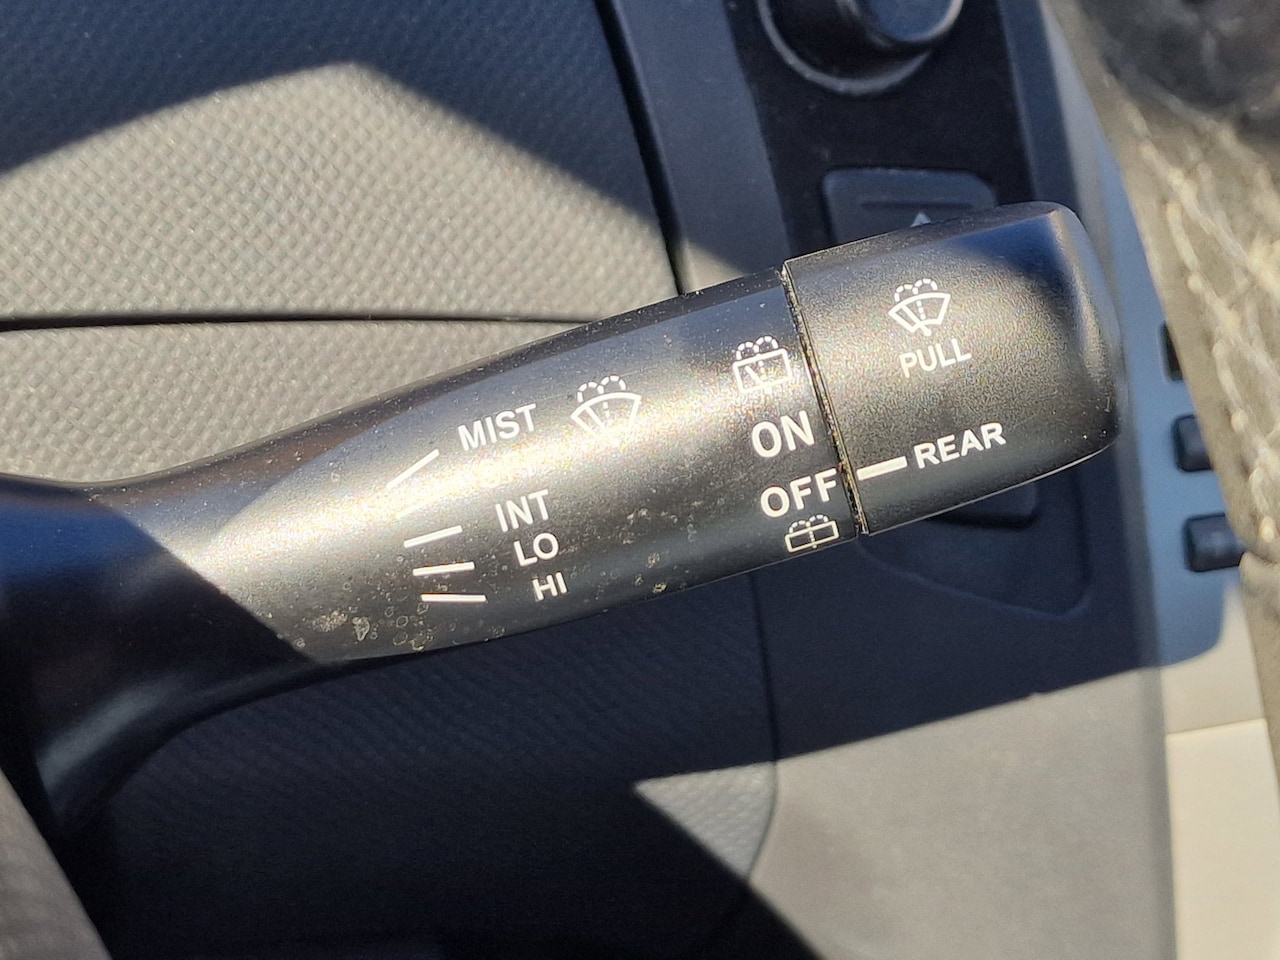 MIST
INT
LO
HI
ON
OFF
PULL
REAR